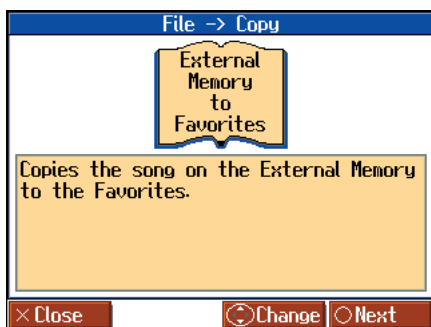 File -> Copy
External
Memory
to
Favorites
Copies the song on the External Memory
to the Favorites.
× Close
Change
○ Next